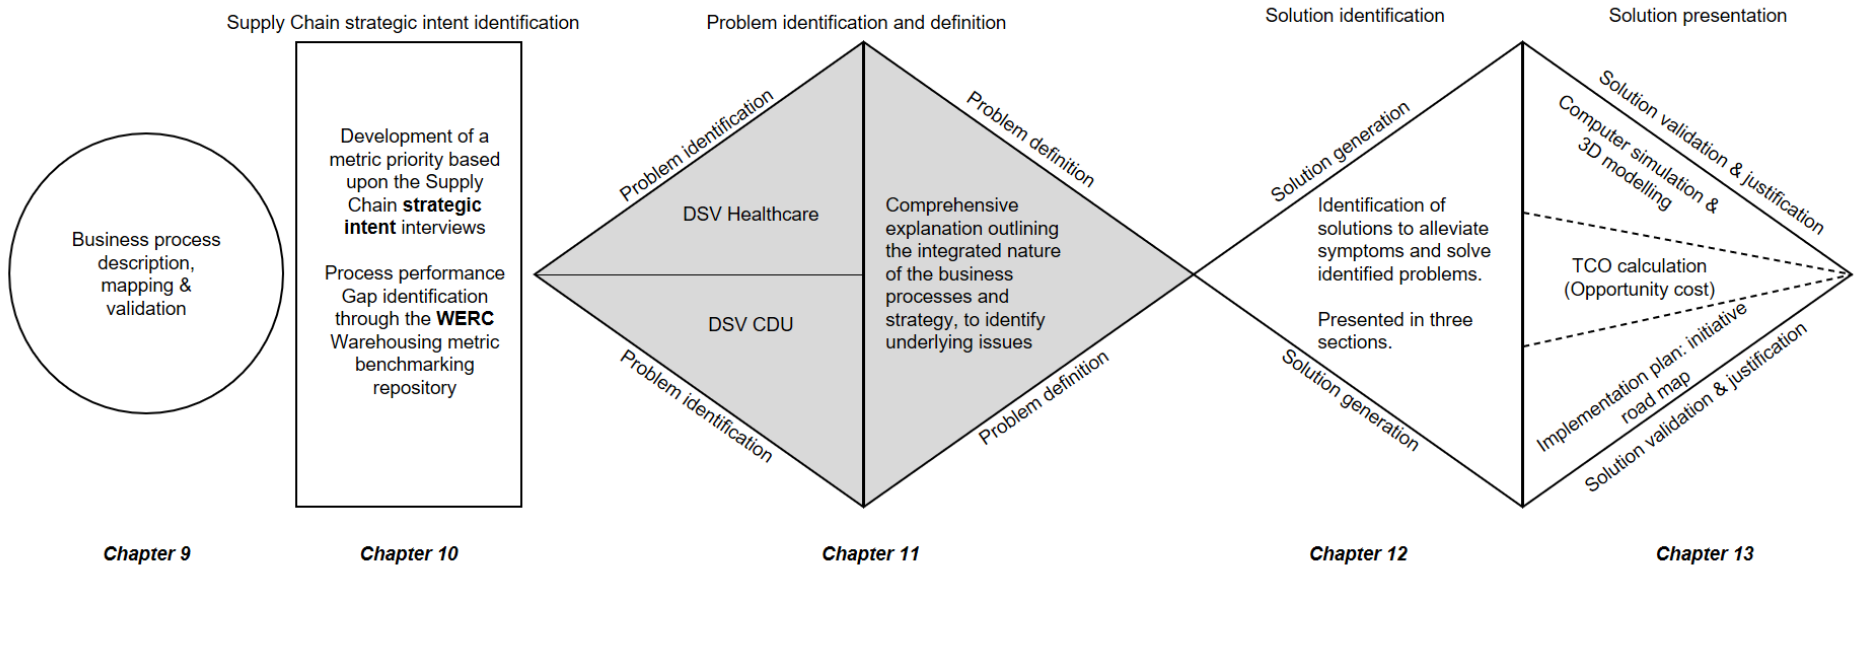 Supply Chain strategic intent identification
Problem identification and definition
Solution identification
Solution presentation
Business process
description,
mapping &
validation
Development of a
metric priority based
upon the Supply
Chain strategic
intent interviews
Process performance
Gap identification
through the WERC
Warehousing metric
benchmarking
repository
Problem identification
DSV Healthcare
DSV CDU
Problem identification
Problem definition
Comprehensive
explanation outlining
the integrated nature
of the business
processes and
strategy, to identify
underlying issues
Problem definition
Solution generation
Identification of
solutions to alleviate
symptoms and solve
identified problems.
Presented in three
sections.
Solution generation
Solution validation & justification
Computer simulation &
3D modelling
TCO calculation
(Opportunity cost)
Implementation plan: initiative
road map
Solution validation & justification
Chapter 9
Chapter 10
Chapter 11
Chapter 12
Chapter 13